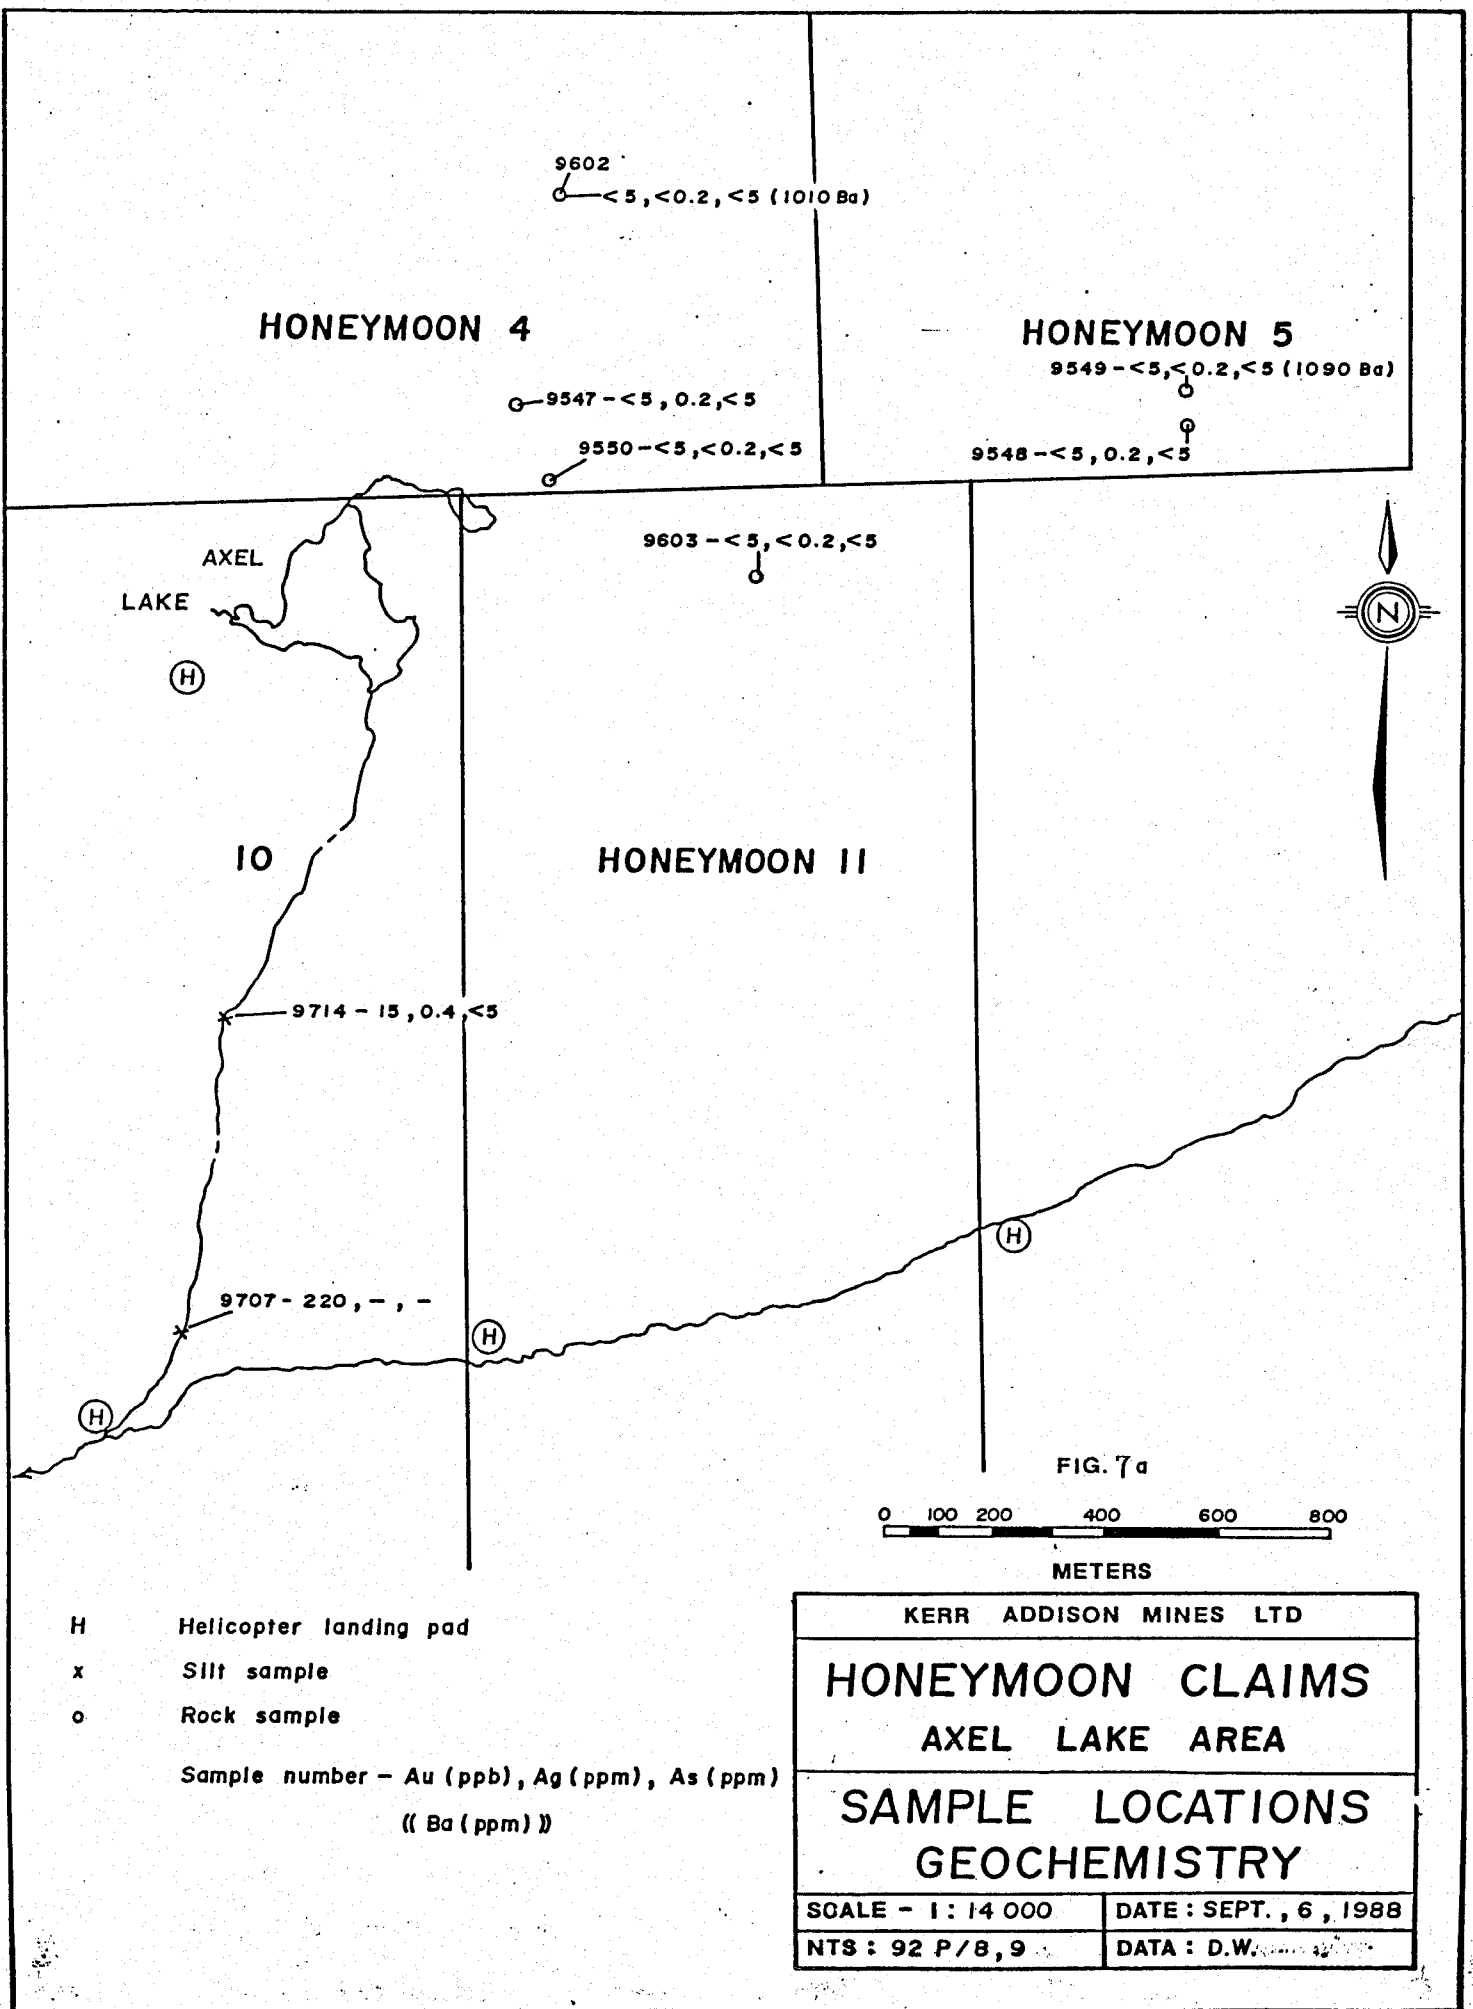 9602
<5,<0.2,<5 (1010 Ba)
HONEYMOON 4
HONEYMOON 5
9549-<5,<0.2,<5 (1090 Ba)
9547-<5,0.2,<5
9550-<5,<0.2,<5
9548-<5,0.2,<5
9603-<5,<0.2,<5
AXEL
LAKE
N
H
10
HONEYMOON 11
9714-15,0.4,<5
H
9707-220,-,-
H
H
FIG. 7a
0 100 200 400 600 800
METERS
H Helicopter landing pad
x Silt sample
o Rock sample
Sample number - Au (ppb), Ag (ppm), As (ppm)
(( Ba (ppm) ))
KERR ADDISON MINES LTD
HONEYMOON CLAIMS
AXEL LAKE AREA
SAMPLE LOCATIONS
GEOCHEMISTRY
SCALE - 1:14 000
DATE: SEPT., 6, 1988
NTS: 92 P/8,9
DATA: D.W.